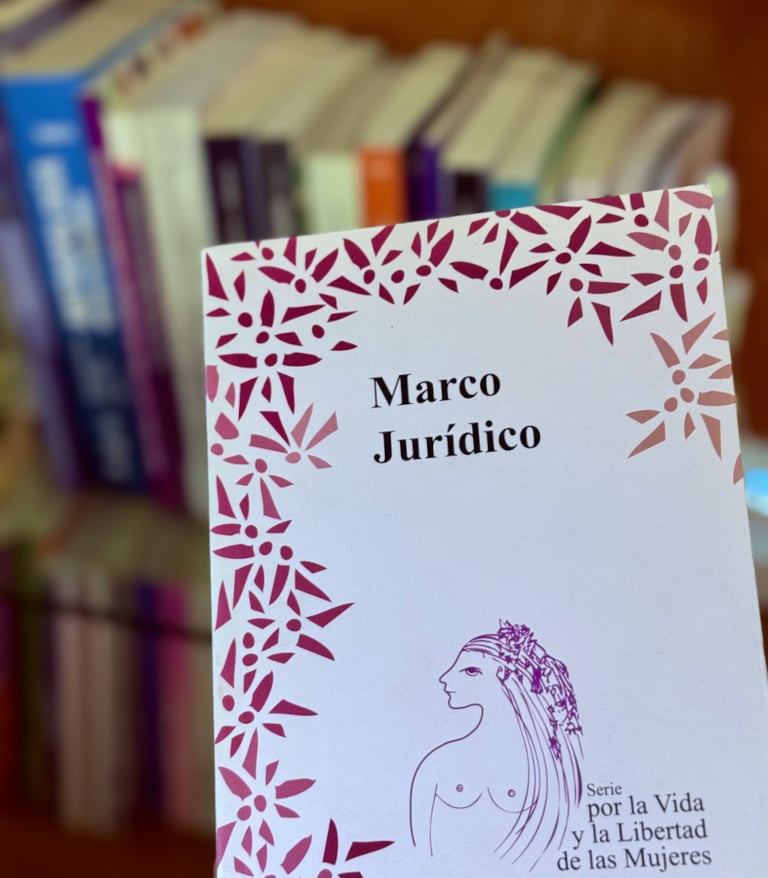 Marco
Jurídico
Serie
por la Vida
y la Libertad
de las Mujeres